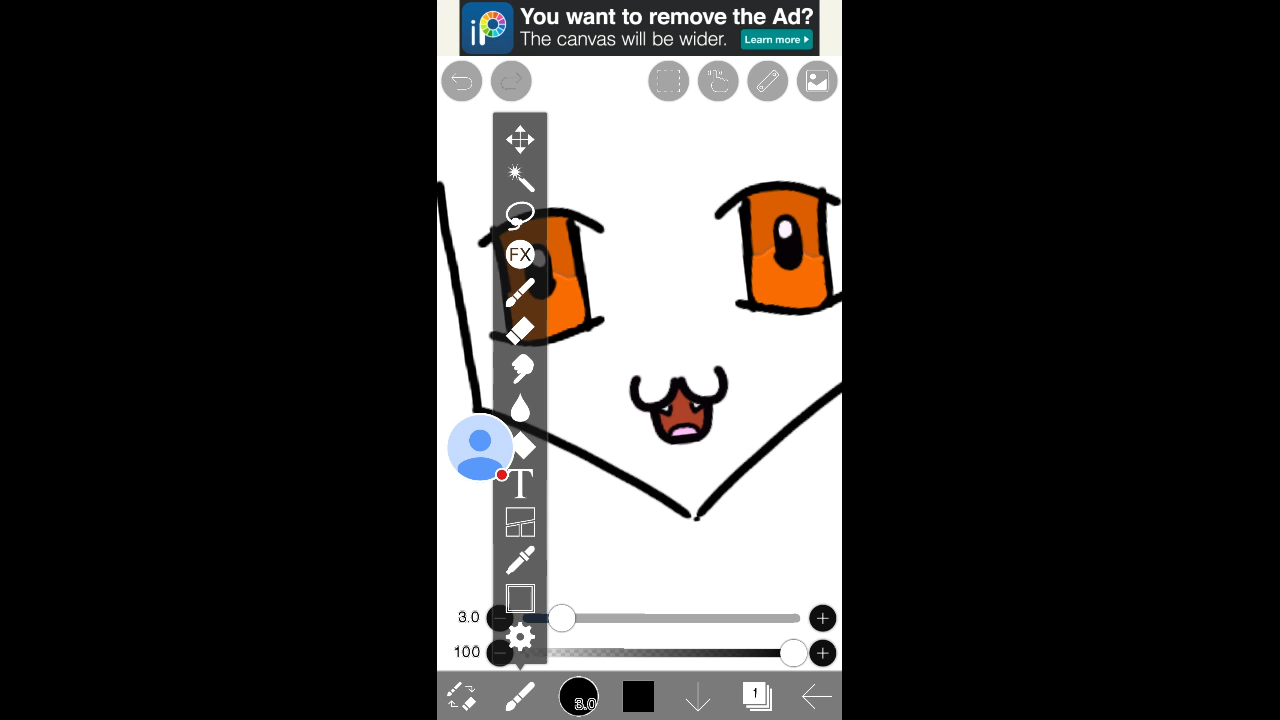 iP
You want to remove the Ad?
The canvas will be wider.
Learn more
FX
T
3.0
100
3.0
1